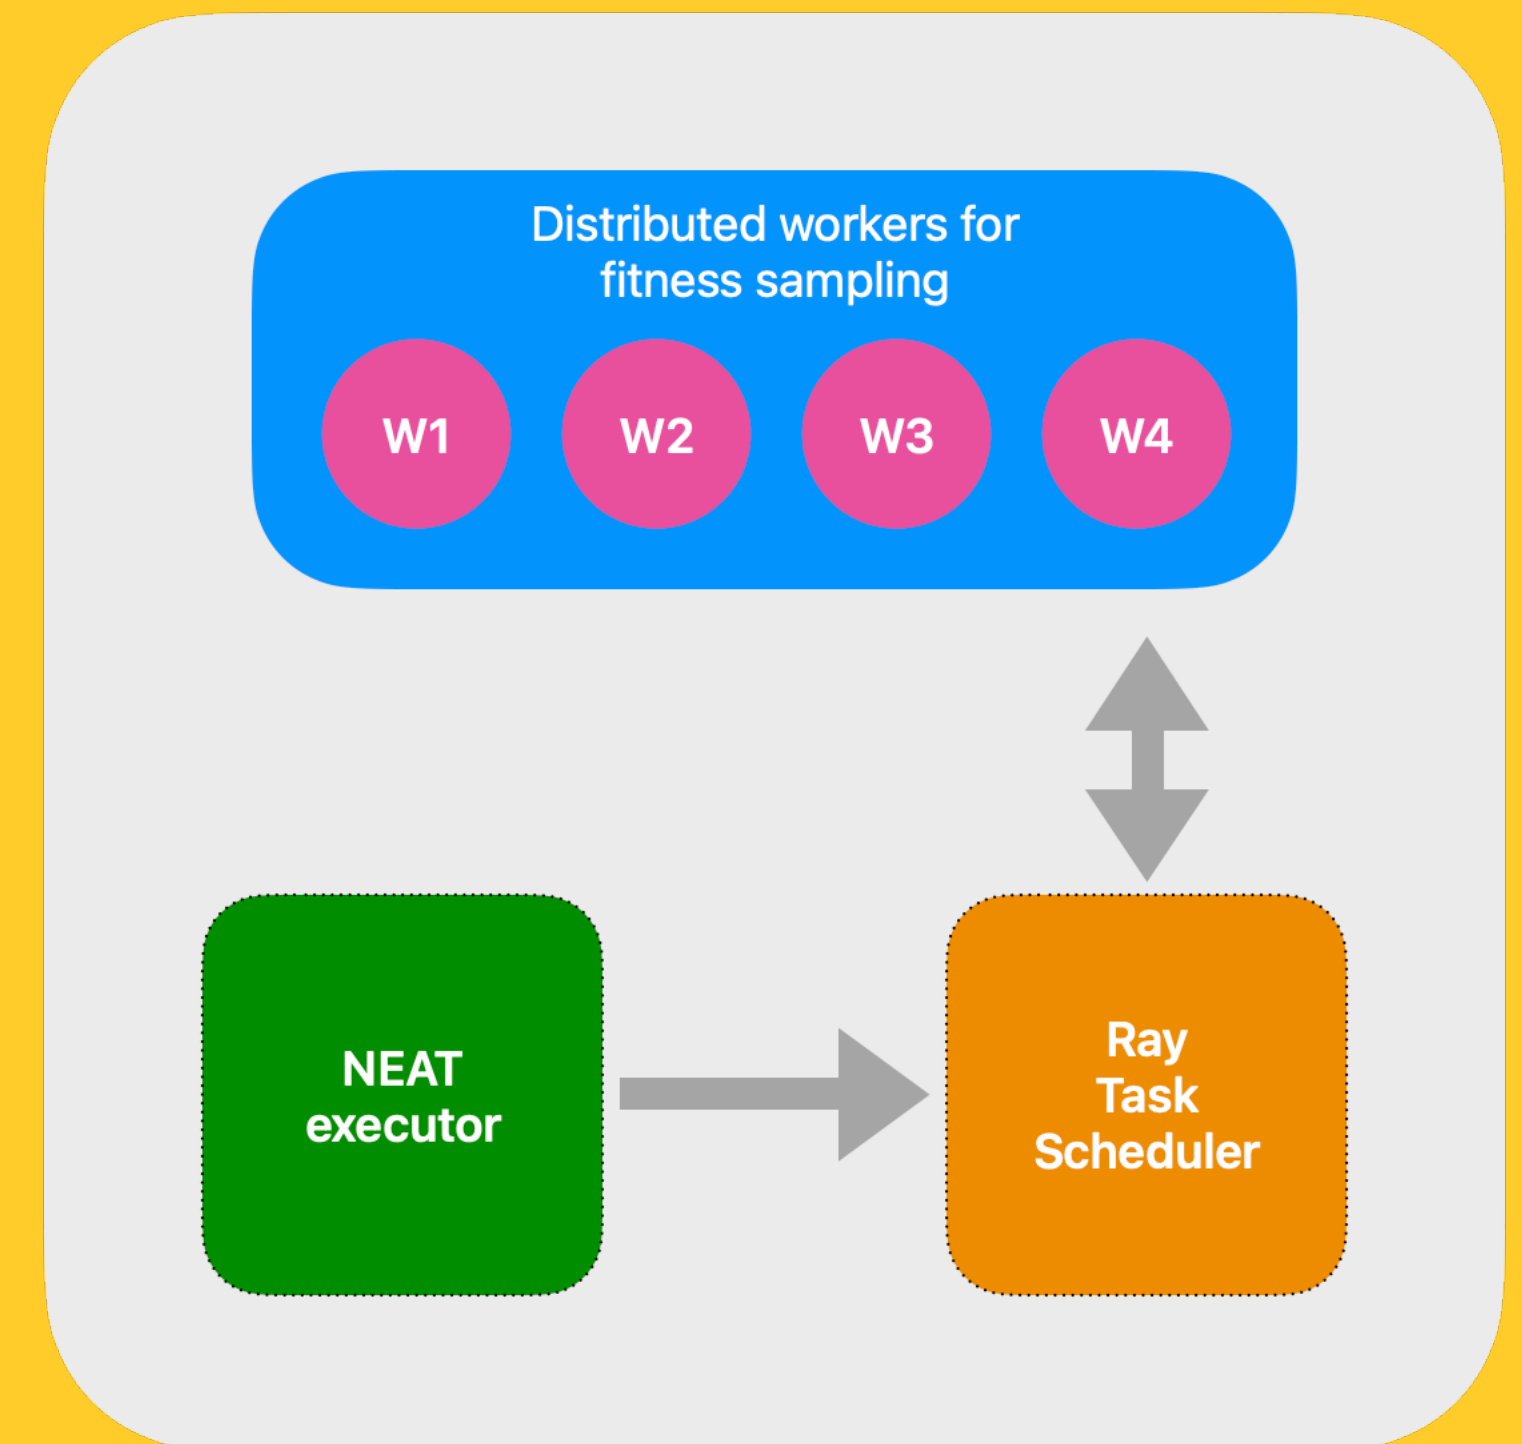 Distributed workers for
fitness sampling
W1 W2 W3 W4
NEAT
executor
Ray
Task
Scheduler